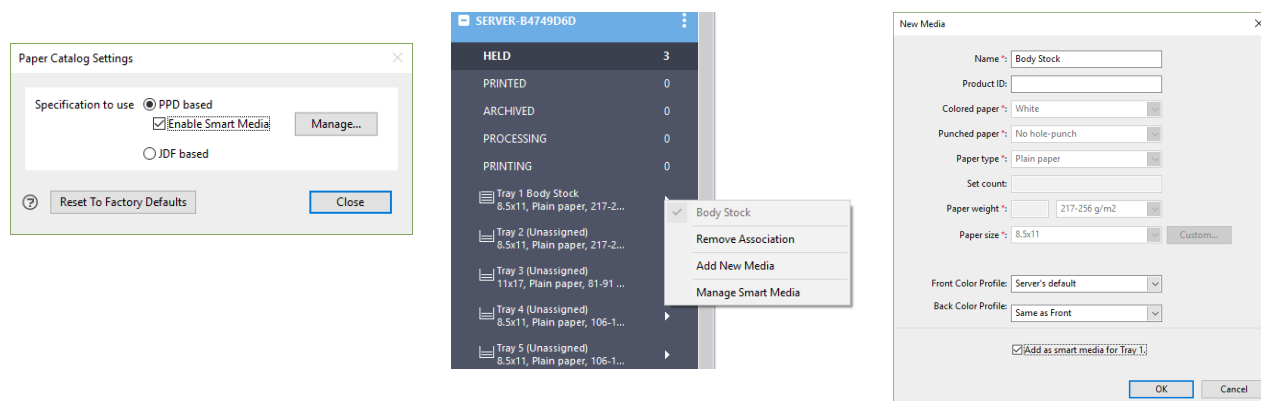 Paper Catalog Settings
Specification to use PPD based
Enable Smart Media Manage...
JDF based
? Reset To Factory Defaults Close
SERVER-B4749D6D
HELD 3
PRINTED 0
ARCHIVED 0
PROCESSING 0
PRINTING 0
Tray 1 Body Stock
8.5x11, Plain paper, 217-2...
Tray 2 (Unassigned)
8.5x11, Plain paper, 217-2...
Tray 3 (Unassigned)
11x17, Plain paper, 81-91 ...
Tray 4 (Unassigned)
8.5x11, Plain paper, 106-1...
Tray 5 (Unassigned)
8.5x11, Plain paper, 106-1...
Body Stock
Remove Association
Add New Media
Manage Smart Media
New Media
Name *: Body Stock
Product ID:
Colored paper *: White
Punched paper *: No hole-punch
Paper type *: Plain paper
Set count:
Paper weight *: 217-256 g/m2
Paper size *: 8.5x11 Custom...
Front Color Profile: Server's default
Back Color Profile: Same as Front
Add as smart media for Tray 1.
OK Cancel